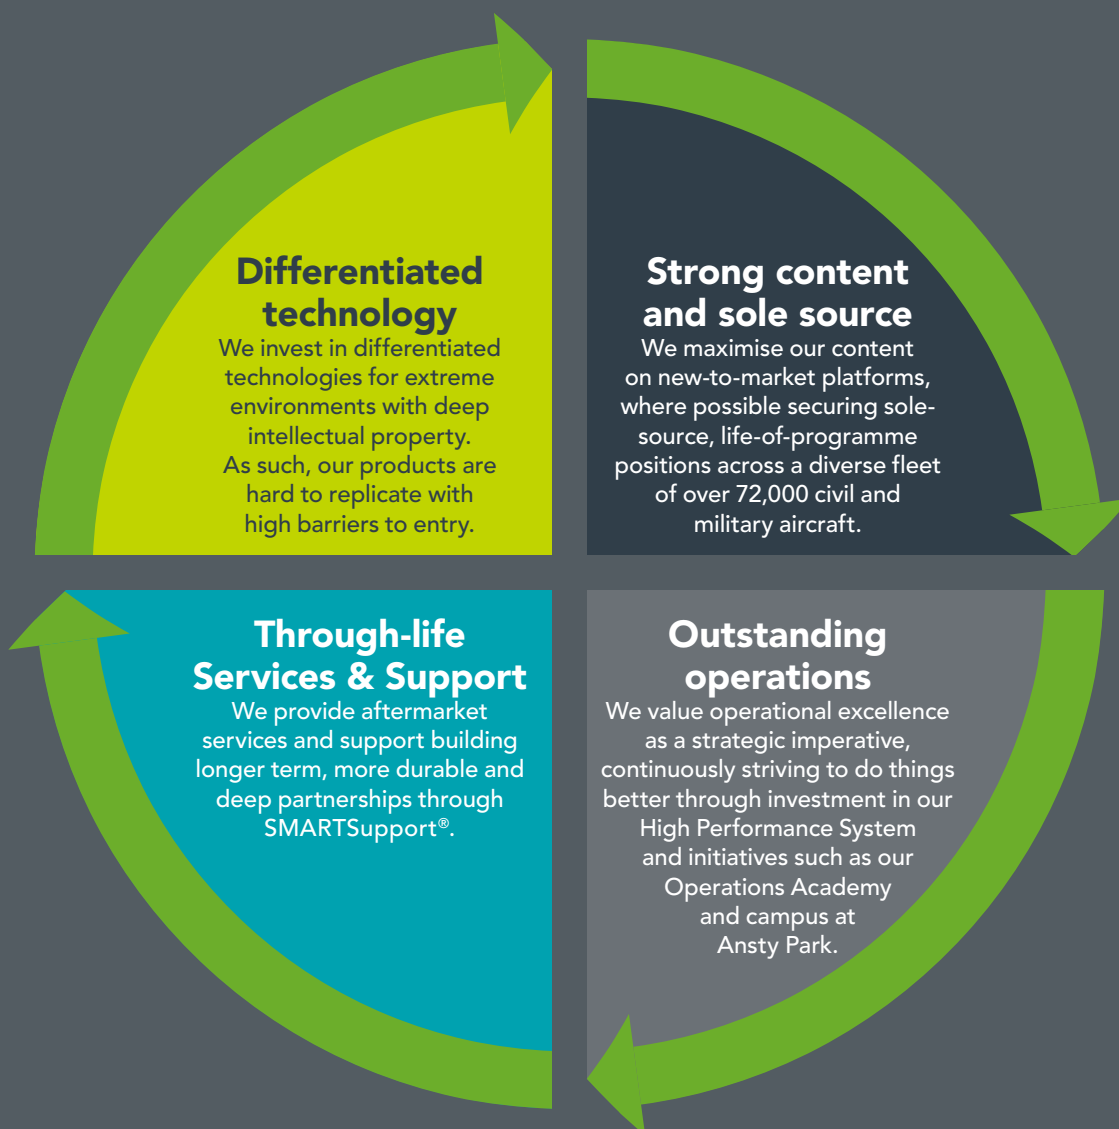 Differentiated
technology
We invest in differentiated
technologies for extreme
environments with deep
intellectual property.
As such, our products are
hard to replicate with
high barriers to entry.
Strong content
and sole source
We maximise our content
on new-to-market platforms,
where possible securing sole-
source, life-of-programme
positions across a diverse fleet
of over 72,000 civil and
military aircraft.
Through-life
Services & Support
We provide aftermarket
services and support building
longer term, more durable and
deep partnerships through
SMARTSupport®.
Outstanding
operations
We value operational excellence
as a strategic imperative,
continuously striving to do things
better through investment in our
High Performance System
and initiatives such as our
Operations Academy
and campus at
Ansty Park.